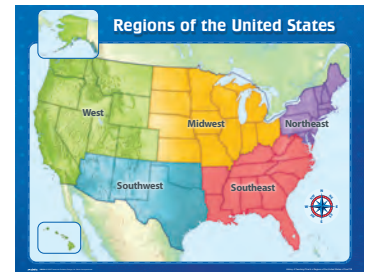 Regions of the United States
West
Midwest
Northeast
Southwest
Southeast